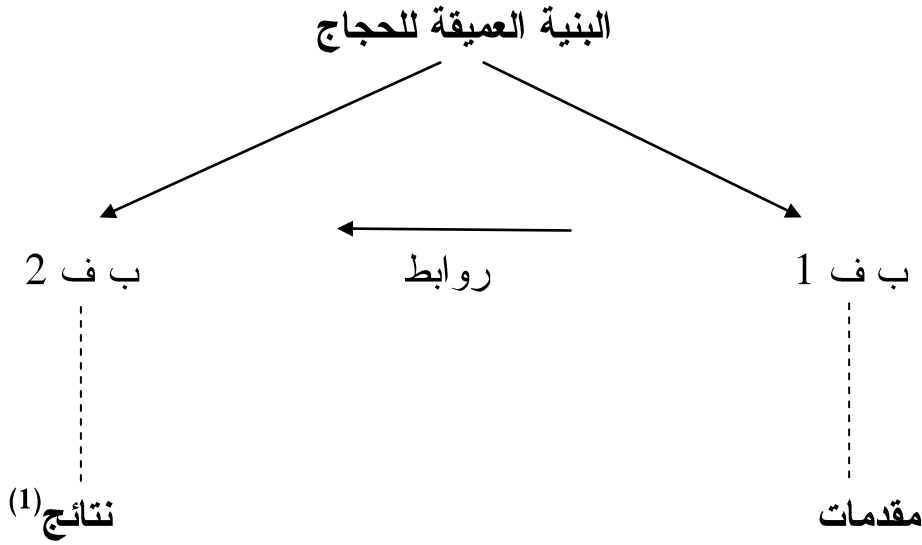 البنية العميقة للحجاج
ب ف 1
روابط
ب ف 2
مقدمات
نتائج(1)